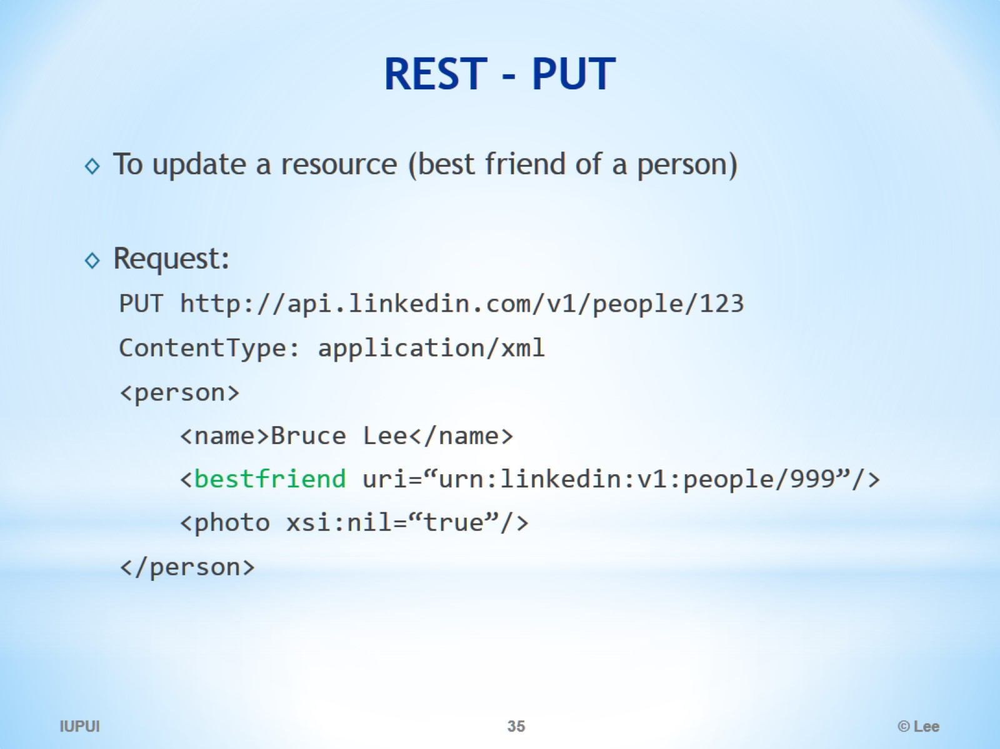 REST - PUT
◊ To update a resource (best friend of a person)
◊ Request:
PUT http://api.linkedin.com/v1/people/123
ContentType: application/xml
<person>
<name>Bruce Lee</name>
<bestfriend uri=“urn:linkedin:v1:people/999”/>
<photo xsi:nil=“true”/>
</person>
IUPUI 35 © Lee